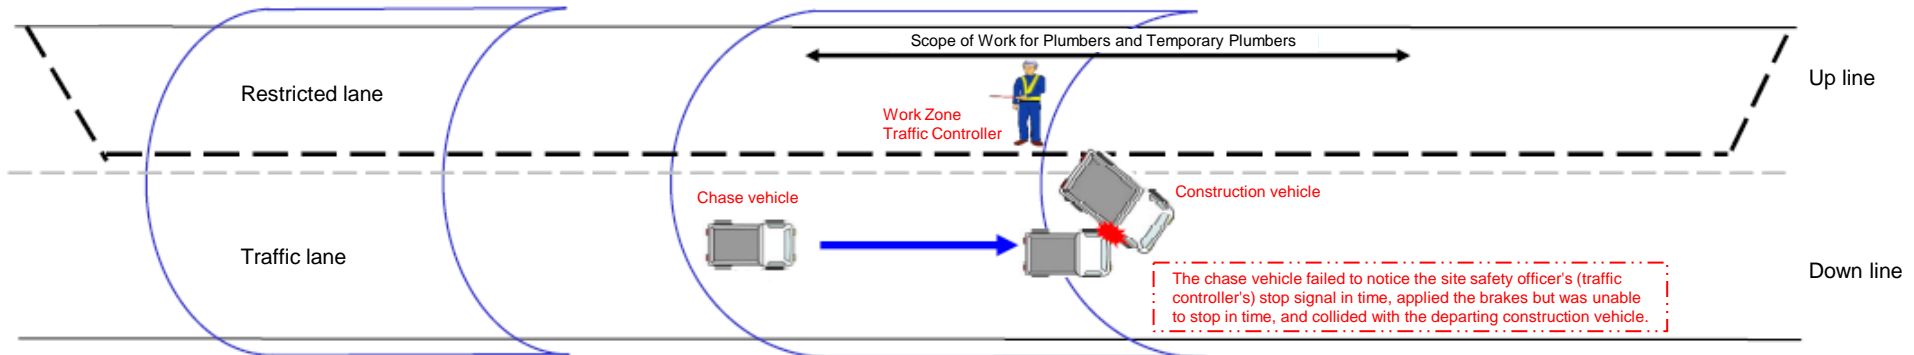 Scope of Work for Plumbers and Temporary Plumbers
Up line
Restricted lane
Work Zone
Traffic Controller
Chase vehicle
Construction vehicle
Traffic lane
Down line
The chase vehicle failed to notice the site safety officer's (traffic
controller's) stop signal in time, applied the brakes but was unable
to stop in time, and collided with the departing construction vehicle.